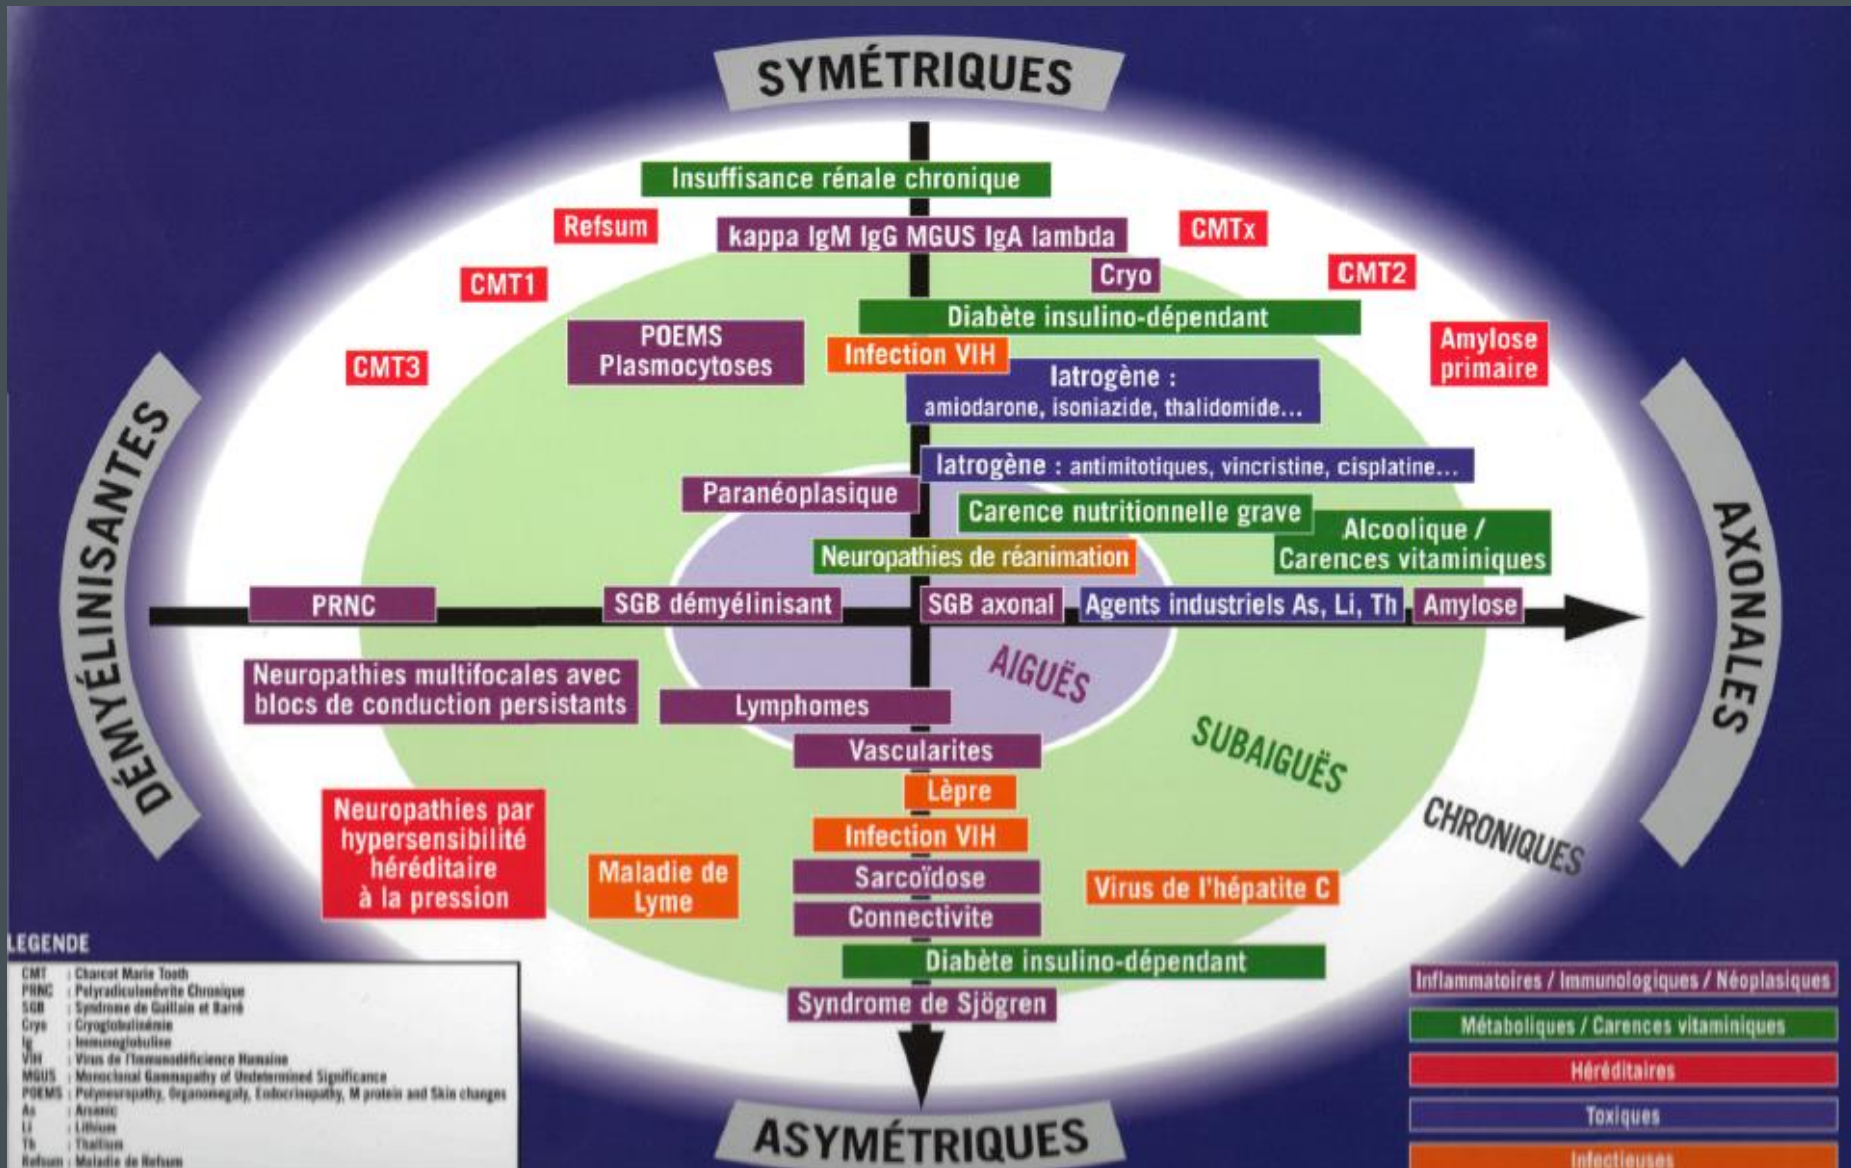 SYMÉTRIQUES
Insuffisance rénale chronique
Refsum
kappa IgM IgG MGUS IgA lambda
CMTx
CMT1
Cryo
CMT2
Diabète insulino-dépendant
POEMS
Plasmocytoses
Infection VIH
Amylose
primaire
CMT3
Iatrogène :
amiodarone, isoniazide, thalidomide...
DÉMYÉLINISANTES
AXONALES
Iatrogène : antimitotiques, vincristine, cisplatine...
Paranéoplasique
Carence nutritionnelle grave
Alcoolique /
Carences vitaminiques
Neuropathies de réanimation
PRNC
SGB démyélinisant
SGB axonal
Agents industriels As, Li, Th
Amylose
AIGUËS
Neuropathies multifocales avec
blocs de conduction persistants
Lymphomes
SUBAIGUËS
Vascularites
Lèpre
CHRONIQUES
Neuropathies par
hypersensibilité
héréditaire
à la pression
Infection VIH
Maladie de
Lyme
Sarcoïdose
Virus de l'hépatite C
Connectivite
Diabète insulino-dépendant
Syndrome de Sjögren
ASYMÉTRIQUES
LEGENDE
CMT : Charcot Marie Tooth
PRNC : Polyradiculonévrite Chronique
SGB : Syndrome de Guillain et Barré
Cryo : Cryoglobulinémie
Ig : Immunoglobuline
VIH : Virus de l'Immunodéficience Humaine
MGUS : Monoclonal Gammapathy of Undetermined Significance
POEMS : Polyneuropathy, Organomegaly, Endocrinopathy, M protein and Skin changes
As : Arsenic
Li : Lithium
Th : Thallium
Refsum : Maladie de Refsum
Inflammatoires / Immunologiques / Néoplasiques
Métaboliques / Carences vitaminiques
Héréditaires
Toxiques
Infectieuses